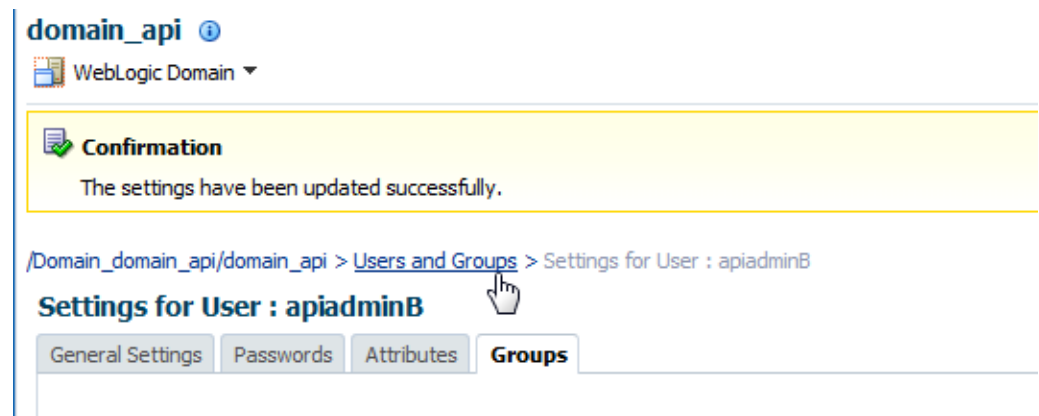 domain_api
WebLogic Domain
Confirmation
The settings have been updated successfully.
/Domain_domain_api/domain_api > Users and Groups > Settings for User : apiadminB
Settings for User : apiadminB
General Settings Passwords Attributes Groups